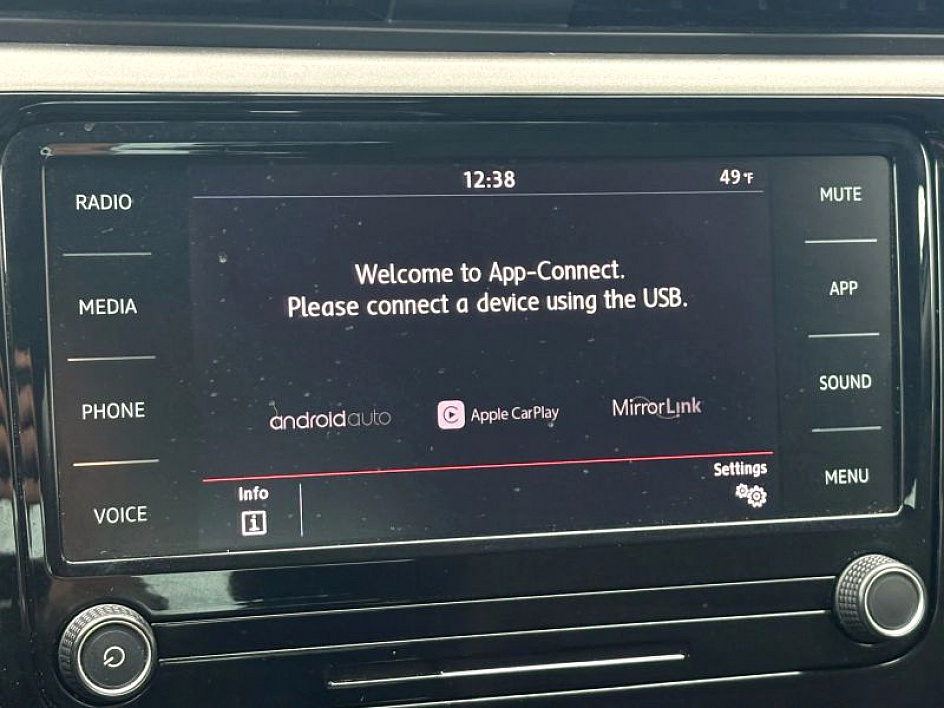 12:38
49°F
RADIO
MEDIA
PHONE
VOICE
Welcome to App-Connect.
Please connect a device using the USB.
androidauto
Apple CarPlay
MirrorLink
Info
i
Settings
MUTE
APP
SOUND
MENU